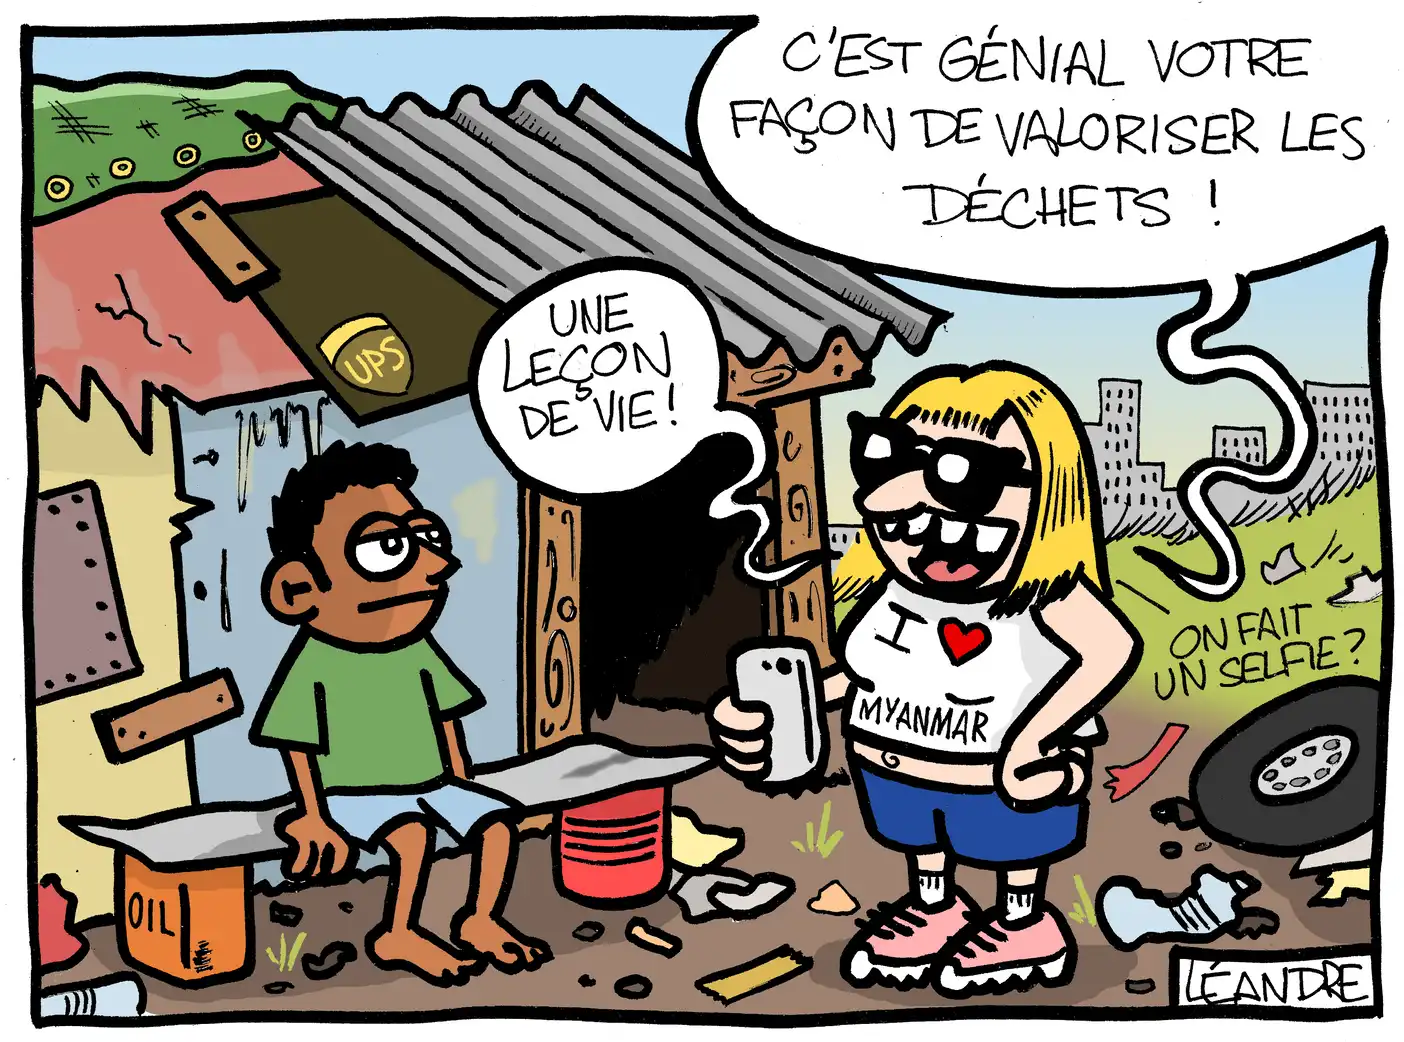 C'EST GÉNIAL VOTRE
FAÇON DE VALORISER LES
DÉCHETS !
UNE
LEÇON
DE VIE !
UPS
I
MYANMAR
ON FAIT
UN SELFIE ?
OIL
LÉANDRE